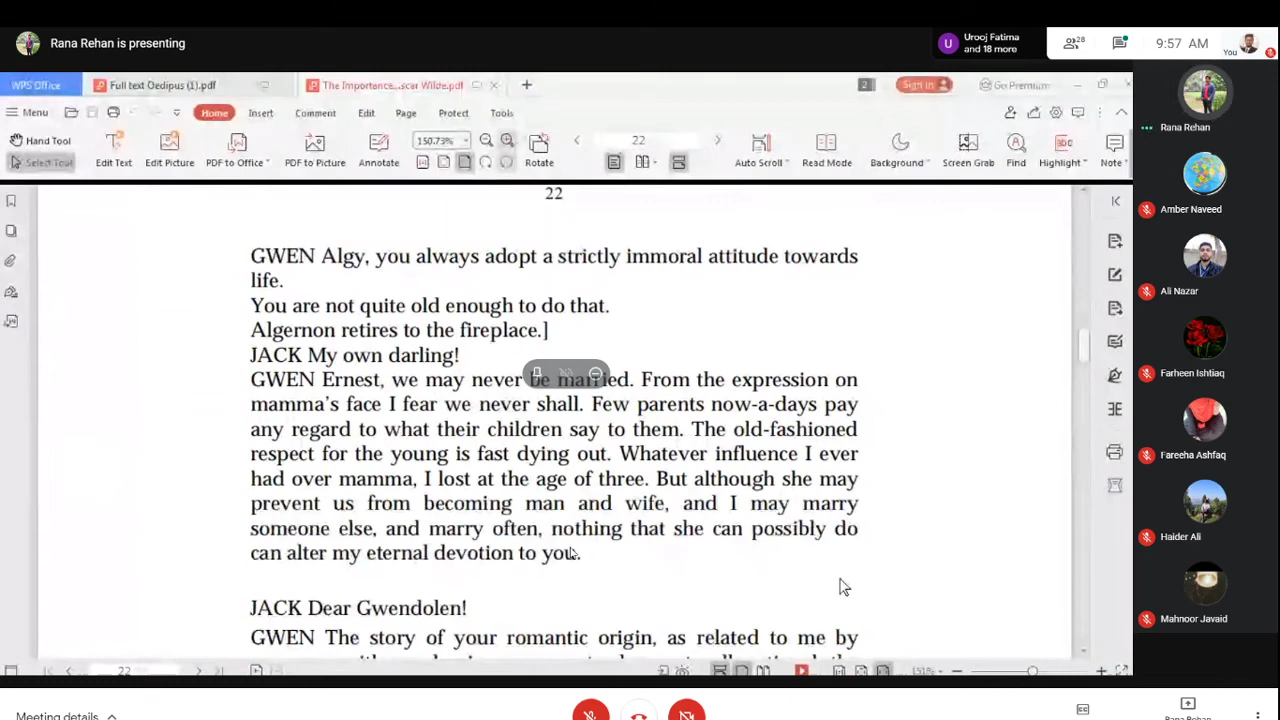 Rana Rehan is presenting
U Urooj Fatima
and 18 more
28
9:57 AM
You
WPS Office
Full text Oedipus (1).pdf
The Importance...scar Wilde.pdf
2
Sign in
Go Premium
Menu
Home
Insert
Comment
Edit
Page
Protect
Tools
Hand Tool
Select Tool
Edit Text
Edit Picture
PDF to Office
PDF to Picture
Annotate
150.73%
Rotate
22
Auto Scroll
Read Mode
Background
Screen Grab
Find
Highlight
Note
22
GWEN Algy, you always adopt a strictly immoral attitude towards
life.
You are not quite old enough to do that.
Algernon retires to the fireplace.]
JACK My own darling!
GWEN Ernest, we may never be married. From the expression on
mamma's face I fear we never shall. Few parents now-a-days pay
any regard to what their children say to them. The old-fashioned
respect for the young is fast dying out. Whatever influence I ever
had over mamma, I lost at the age of three. But although she may
prevent us from becoming man and wife, and I may marry
someone else, and marry often, nothing that she can possibly do
can alter my eternal devotion to you.
JACK Dear Gwendolen!
GWEN The story of your romantic origin, as related to me by
22
151%
Rana Rehan
Amber Naveed
Ali Nazar
Farheen Ishtiaq
Fareeha Ashfaq
Haider Ali
Mahnoor Javaid
Meeting details
Rana Rehan